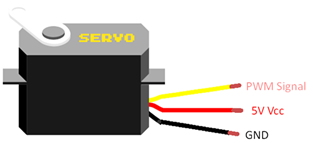 SERVO
PWM Signal
5V Vcc
GND